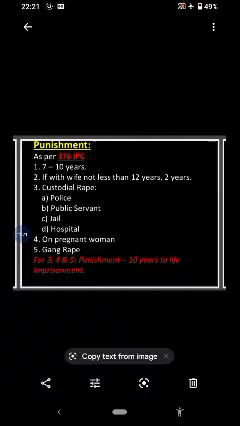 22:21
49%
Punishment:
As per 376 IPC
1. 7 – 10 years.
2. If with wife not less than 12 years, 2 years.
3. Custodial Rape:
a) Police
b) Public Servant
c) Jail
d) Hospital
4. On pregnant woman
5. Gang Rape
For 3, 4 & 5: Punishment – 10 years to life
imprisonment.
Copy text from image